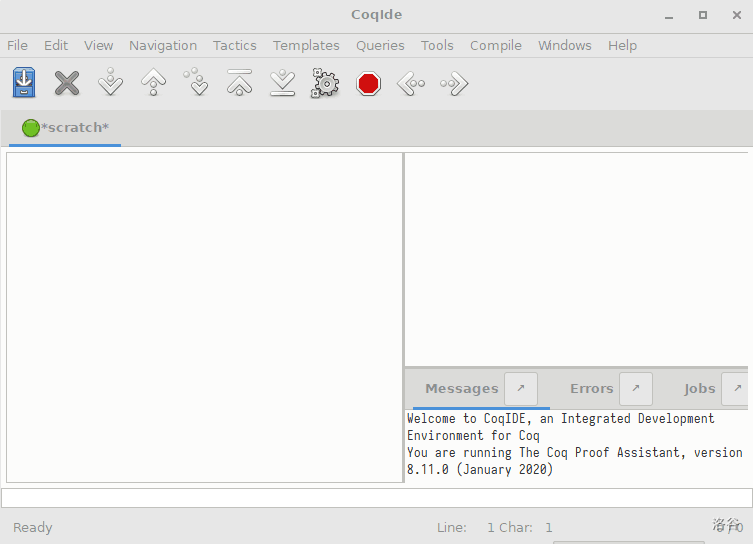 CoqIde
File Edit View Navigation Tactics Templates Queries Tools Compile Windows Help
*scratch*
Messages Errors Jobs
Welcome to CoqIDE, an Integrated Development
Environment for Coq
You are running The Coq Proof Assistant, version
8.11.0 (January 2020)
Ready Line: 1 Char: 1 0 / 0
洛谷